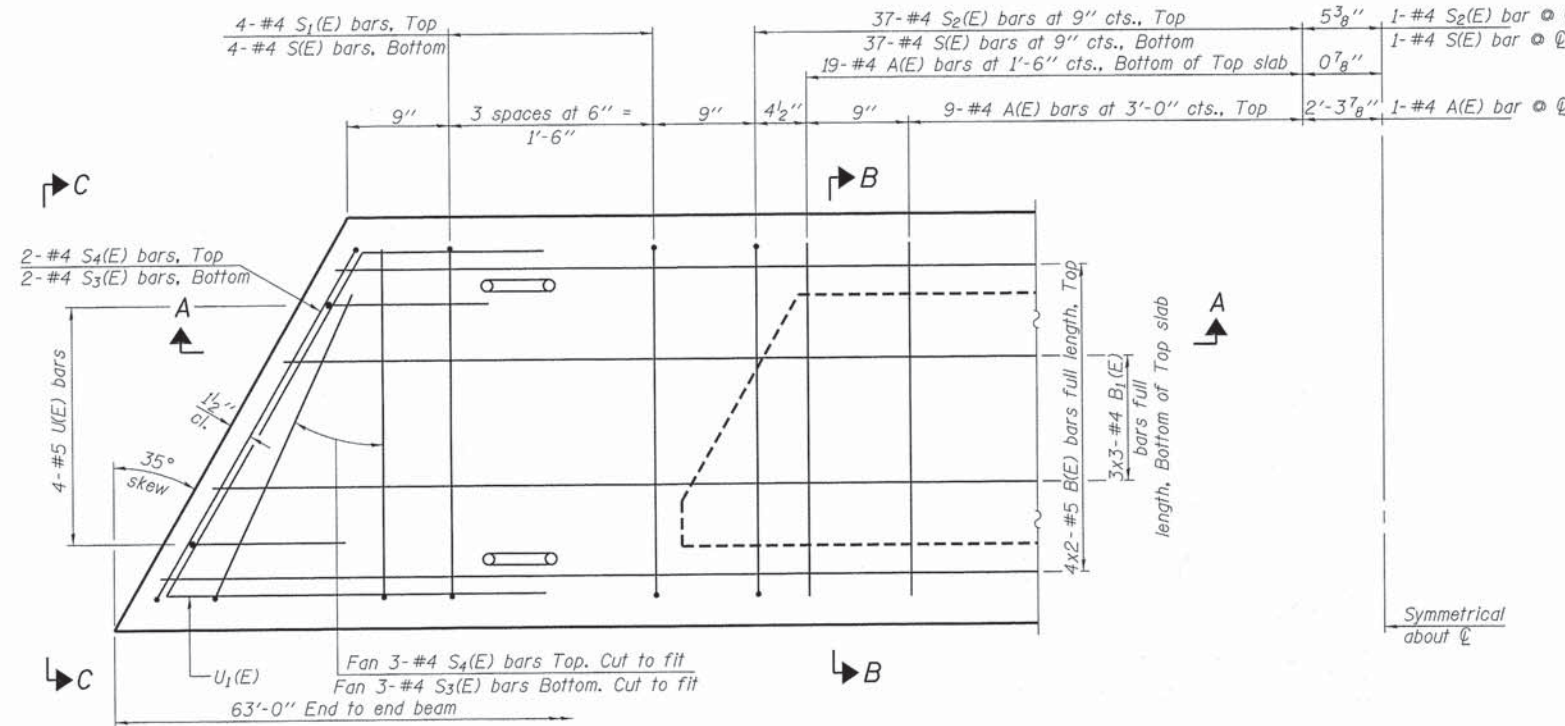 4-#4 S1(E) bars, Top
4-#4 S(E) bars, Bottom
37-#4 S2(E) bars at 9" cts., Top
37-#4 S(E) bars at 9" cts., Bottom
19-#4 A(E) bars at 1'-6" cts., Bottom of Top slab
5 3/8"
0 7/8"
1-#4 S2(E) bar @
1-#4 S(E) bar @ ℄
9"
3 spaces at 6" =
1'-6"
9"
4 1/2"
9"
9-#4 A(E) bars at 3'-0" cts., Top
2'-3 7/8"
1-#4 A(E) bar @ ℄
C
B
2-#4 S4(E) bars, Top
2-#4 S3(E) bars, Bottom
A
A
4-#5 U(E) bars
1 1/2"
cl.
35°
skew
4x2-#5 B(E) bars full length, Top
3x3-#4 B1(E)
bars full
length, Bottom of Top slab
Symmetrical
about ℄
U1(E)
Fan 3-#4 S4(E) bars Top. Cut to fit
Fan 3-#4 S3(E) bars Bottom. Cut to fit
C
B
63'-0" End to end beam